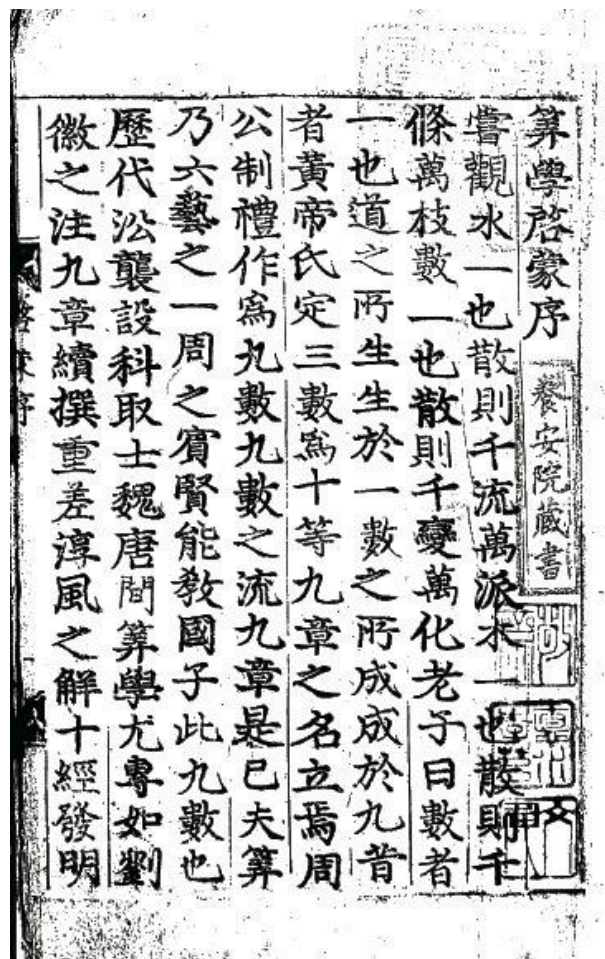 算學啓蒙序
養安院藏書
嘗觀水一也散則千流萬派木一也散則千
條萬枝數一也散則千變萬化老子曰數者
一也道之所生生於一數之所成成於九昔
者黃帝氏定三數爲十等九章之名立焉周
公制禮作爲九數九數之流九章是已夫算
乃六藝之一周之賓賢能教國子此九數也
歷代沿襲設科取士魏唐間算學尤專如劉
徽之注九章續撰重差淳風之解十經發明